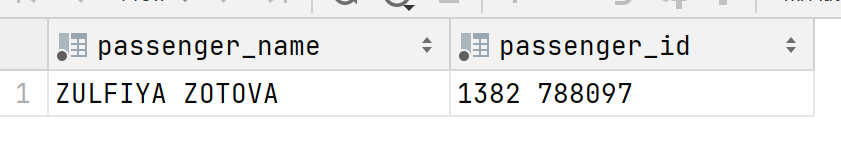 passenger_name passenger_id
1 ZULFIYA ZOTOVA 1382 788097